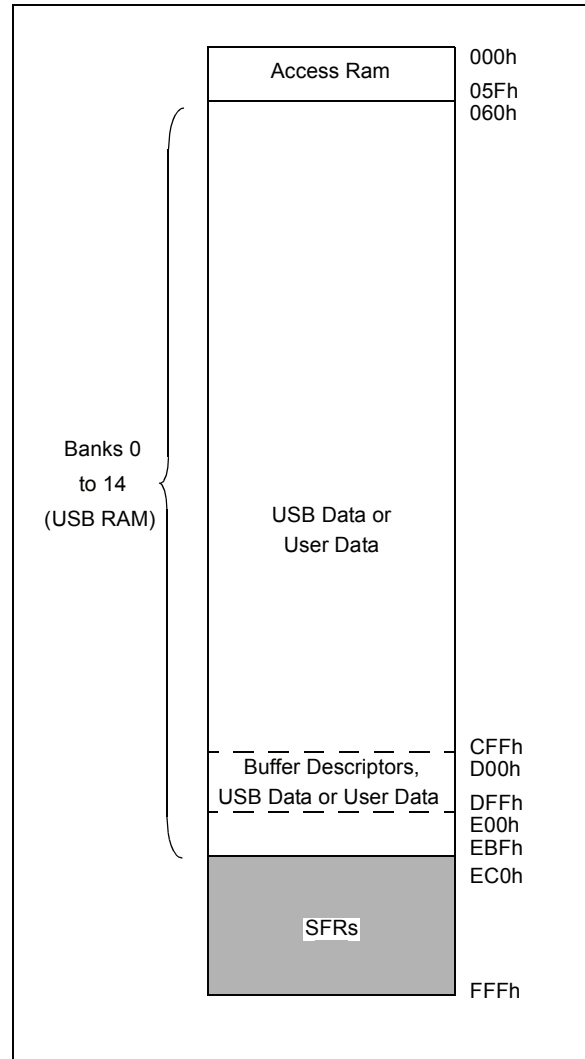 000h
Access Ram
05Fh
060h
Banks 0
to 14
(USB RAM)
USB Data or
User Data
CFFh
D00h
Buffer Descriptors,
USB Data or User Data
DFFh
E00h
EBFh
EC0h
SFRs
FFFh